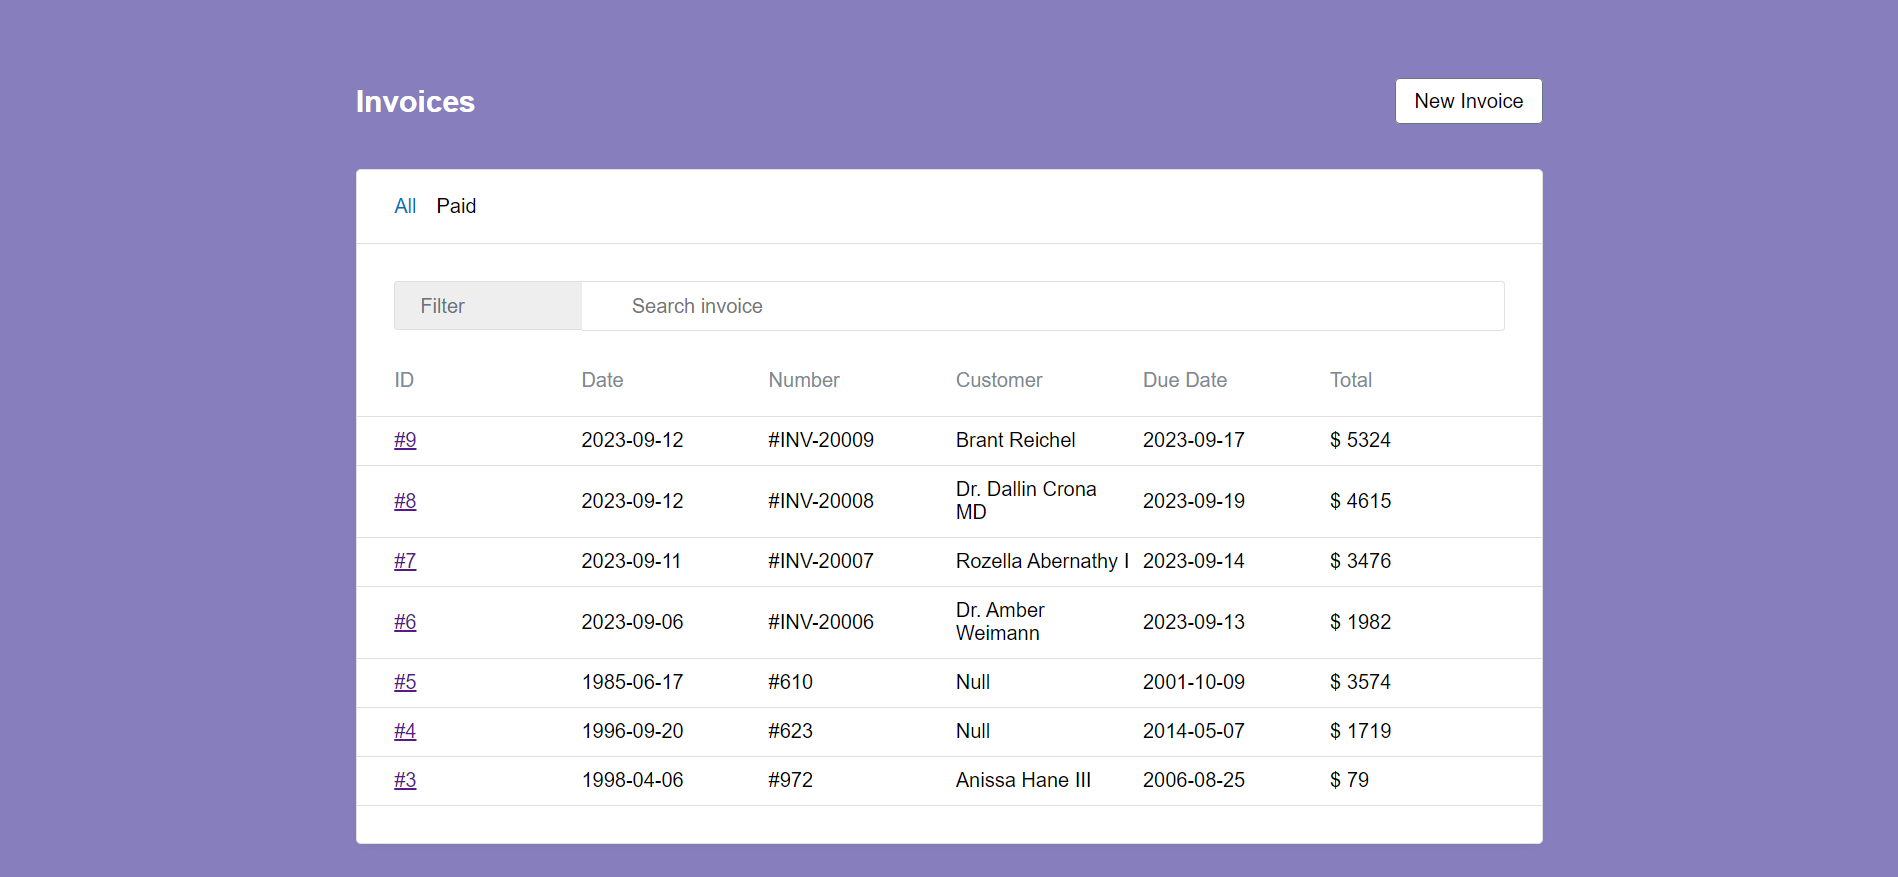 Invoices
New Invoice
All Paid
Filter Search invoice
ID Date Number Customer Due Date Total
#9 2023-09-12 #INV-20009 Brant Reichel 2023-09-17 $ 5324
#8 2023-09-12 #INV-20008 Dr. Dallin Crona MD 2023-09-19 $ 4615
#7 2023-09-11 #INV-20007 Rozella Abernathy I 2023-09-14 $ 3476
#6 2023-09-06 #INV-20006 Dr. Amber Weimann 2023-09-13 $ 1982
#5 1985-06-17 #610 Null 2001-10-09 $ 3574
#4 1996-09-20 #623 Null 2014-05-07 $ 1719
#3 1998-04-06 #972 Anissa Hane III 2006-08-25 $ 79